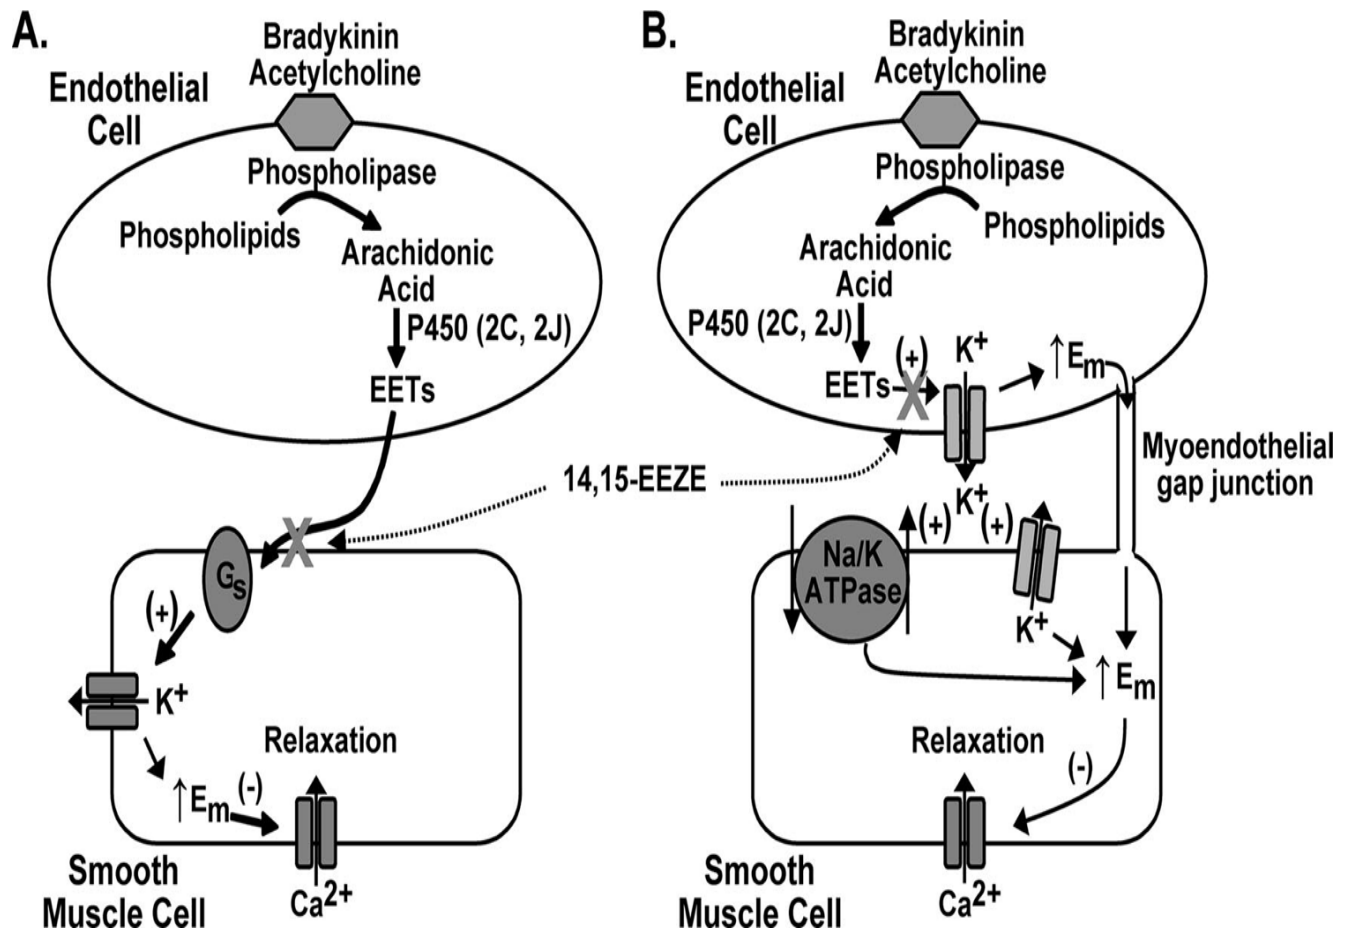 A.
Bradykinin
Acetylcholine
Endothelial
Cell
Phospholipase
Phospholipids
Arachidonic
Acid
P450 (2C, 2J)
EETs
14,15-EEZE
X
Gs
(+)
K+
Relaxation
↑Em
(-)
Ca2+
Smooth
Muscle Cell
B.
Bradykinin
Acetylcholine
Endothelial
Cell
Phospholipase
Phospholipids
Arachidonic
Acid
P450 (2C, 2J)
(+)
K+
↑Em
EETs
X
Myoendothelial
gap junction
K+
(+)
(+)
Na/K
ATPase
K+
↑Em
Relaxation
(-)
Ca2+
Smooth
Muscle Cell